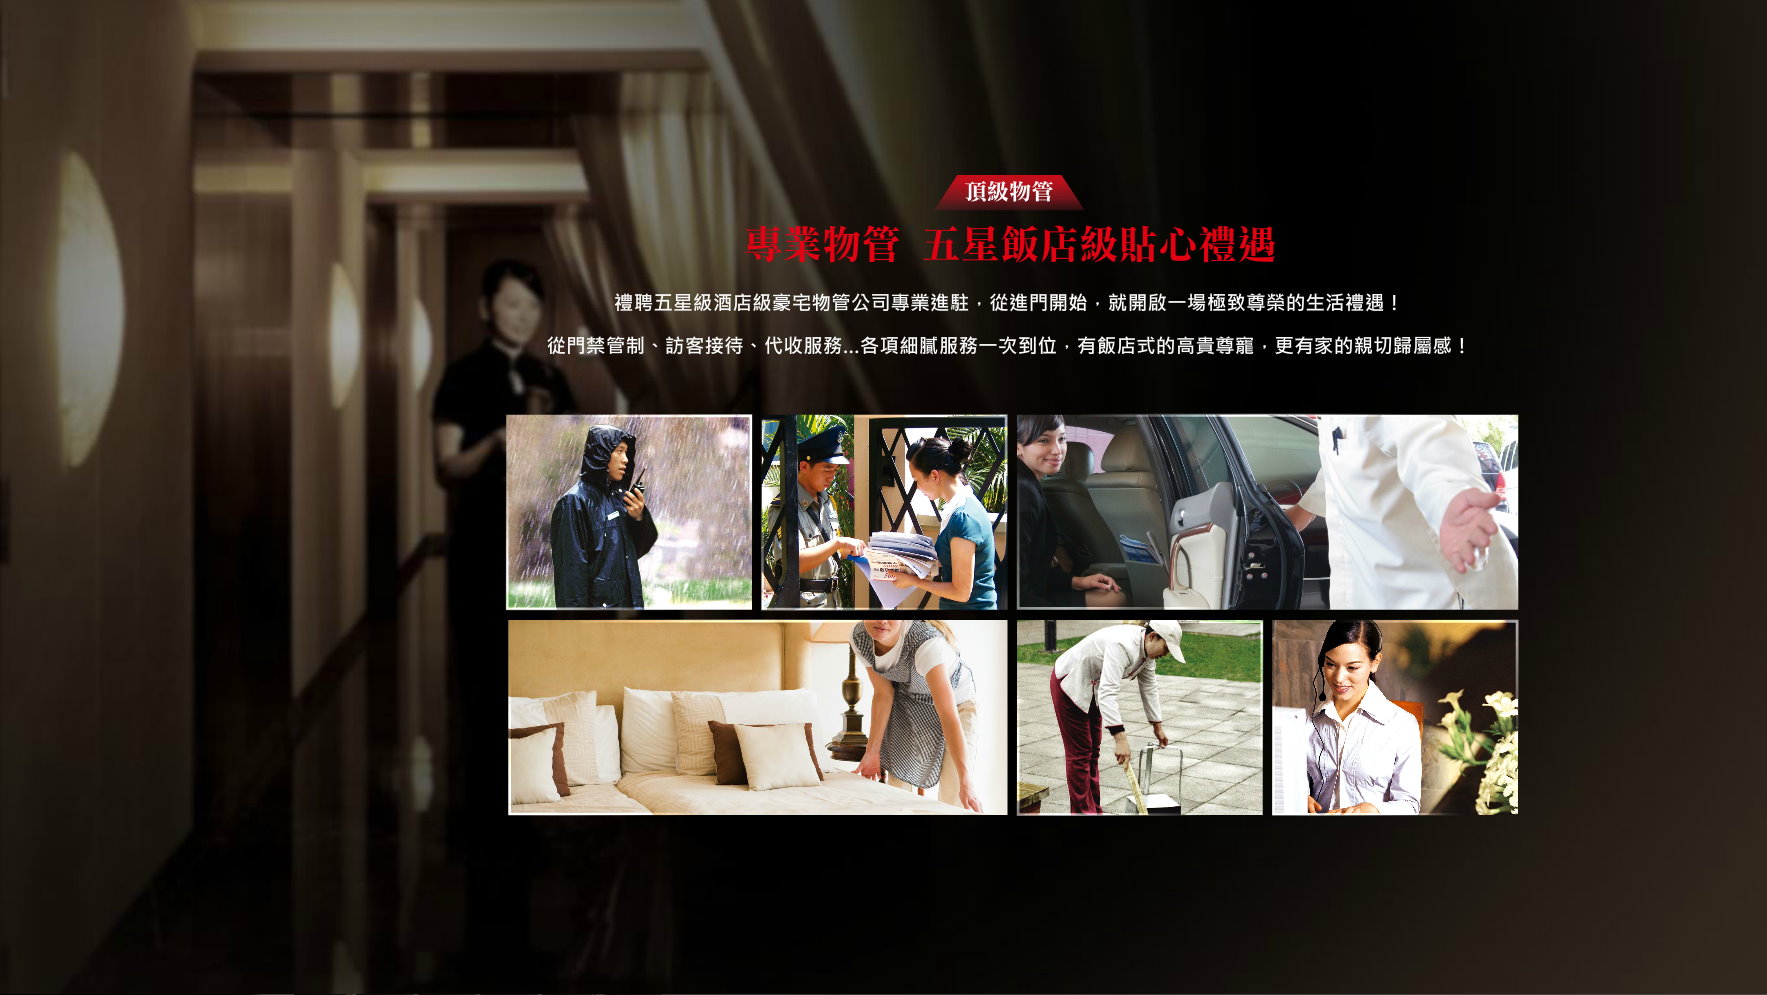 頂級物管
專業物管 五星飯店級貼心禮遇
禮聘五星級酒店級豪宅物管公司專業進駐，從進門開始，就開啟一場極致尊榮的生活禮遇！
從門禁管制、訪客接待、代收服務...各項細膩服務一次到位，有飯店式的高貴尊寵，更有家的親切歸屬感！